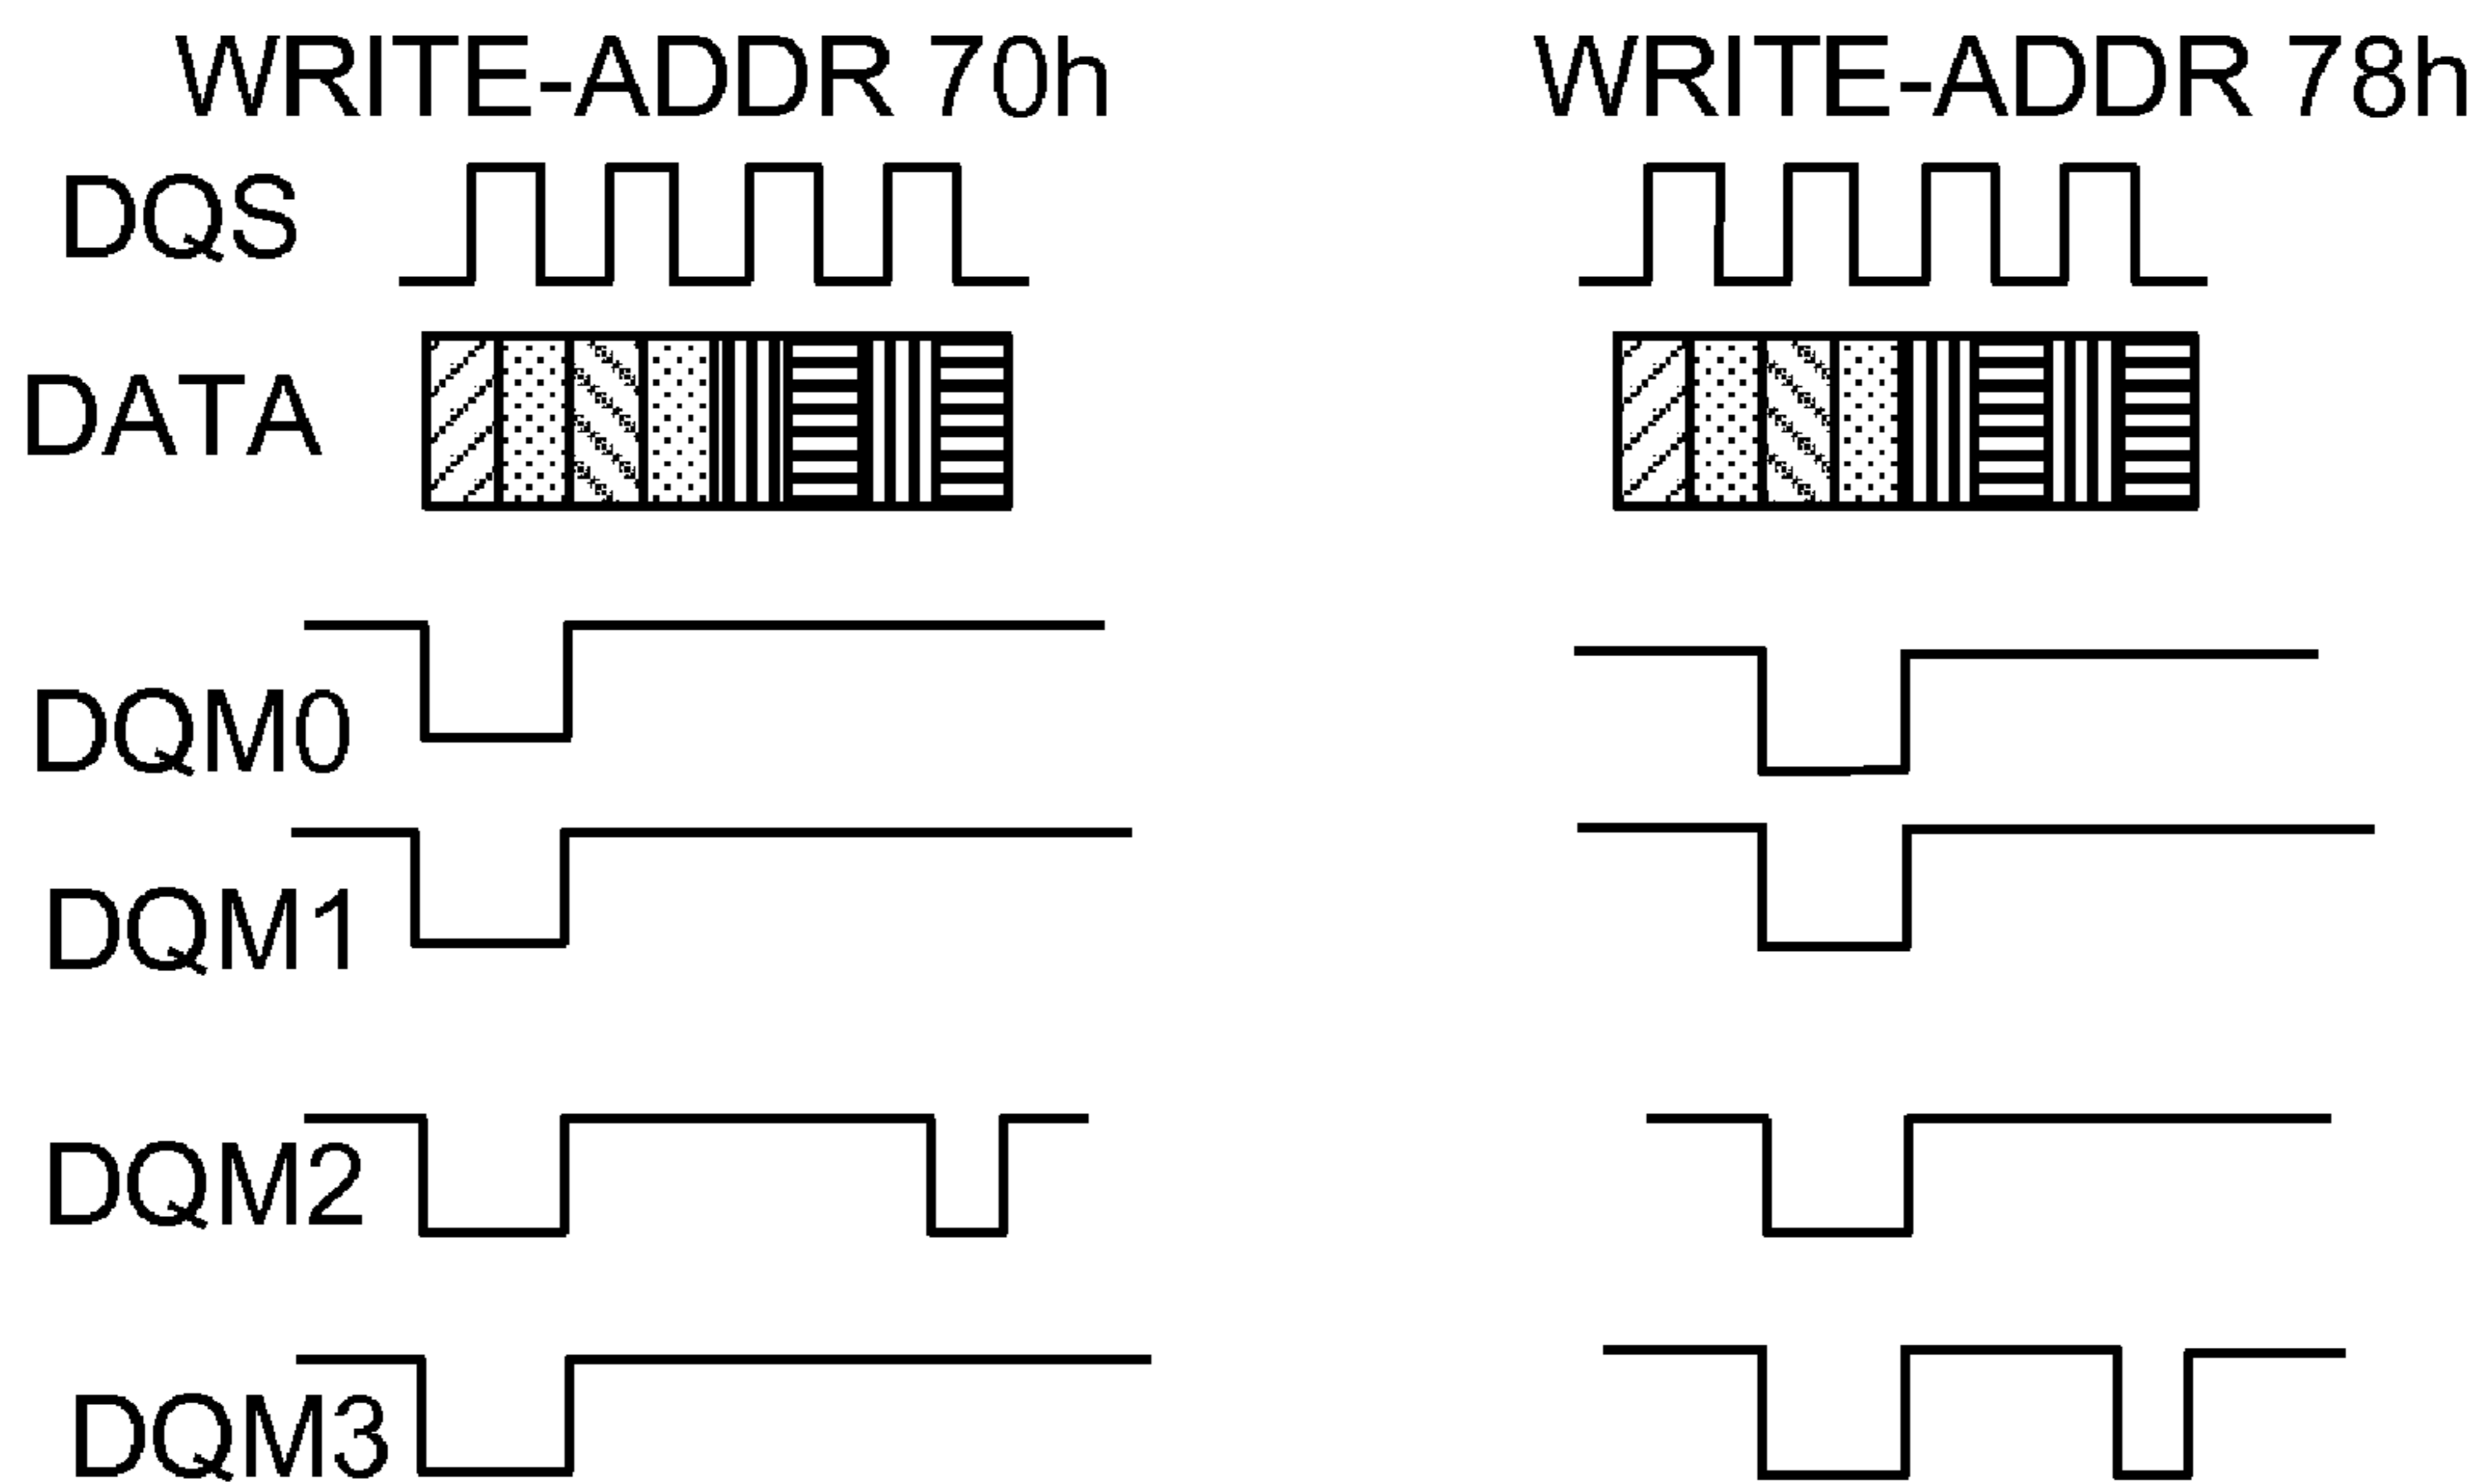 WRITE-ADDR 70h WRITE-ADDR 78h
DQS
DATA
DQM0
DQM1
DQM2
DQM3